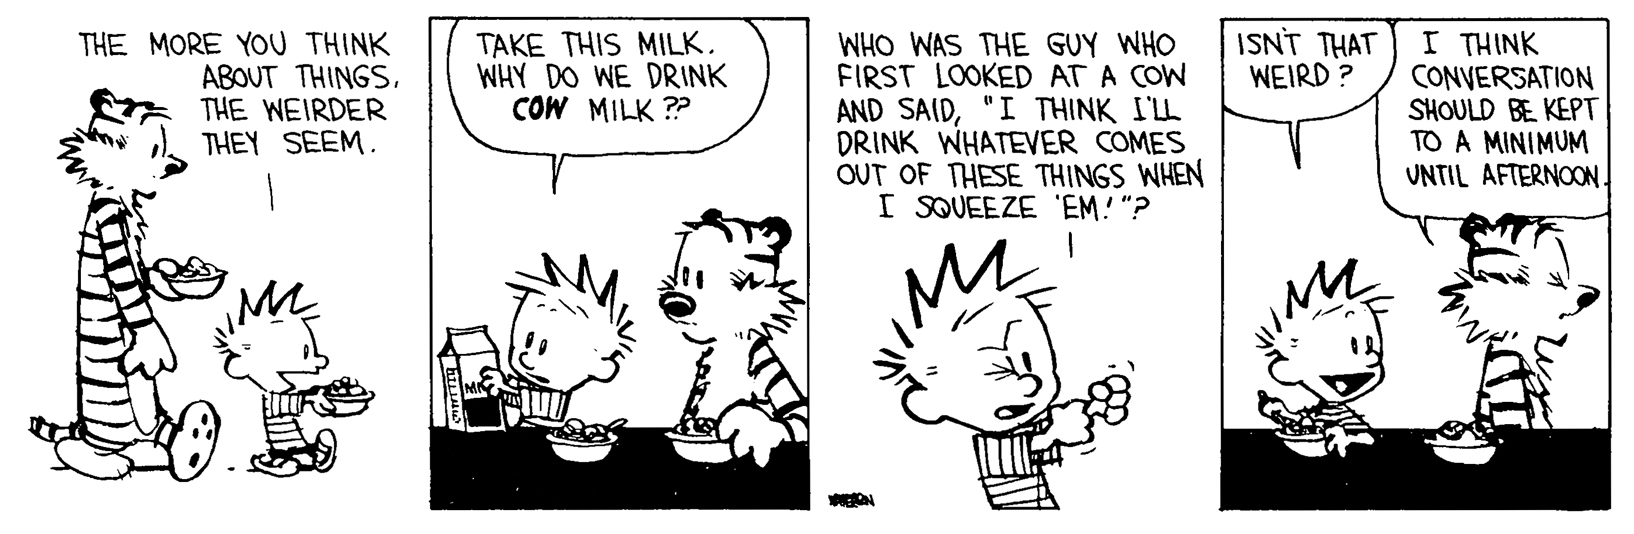 THE MORE YOU THINK
ABOUT THINGS,
THE WEIRDER
THEY SEEM.
TAKE THIS MILK.
WHY DO WE DRINK
COW MILK??
WHO WAS THE GUY WHO
FIRST LOOKED AT A COW
AND SAID, "I THINK I'LL
DRINK WHATEVER COMES
OUT OF THESE THINGS WHEN
I SQUEEZE 'EM!"?
ISN'T THAT
WEIRD?
I THINK
CONVERSATION
SHOULD BE KEPT
TO A MINIMUM
UNTIL AFTERNOON.